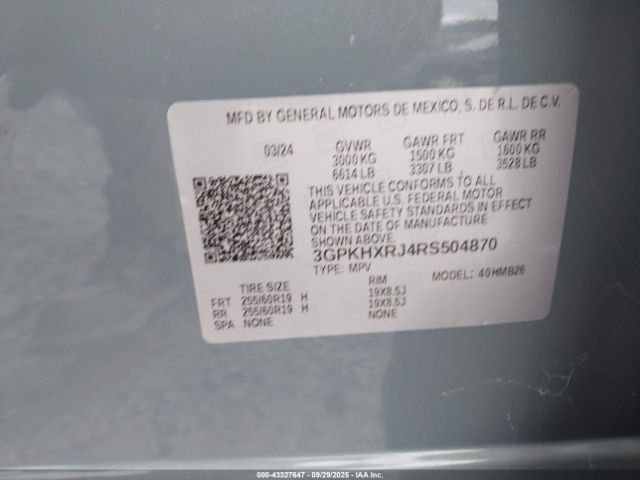 MFD BY GENERAL MOTORS DE MEXICO, S. DE R.L. DE C.V.
03/24 GVWR GAWR FRT GAWR RR
3000 KG 1500 KG 1600 KG
6614 LB 3307 LB 3528 LB
THIS VEHICLE CONFORMS TO ALL
APPLICABLE U.S. FEDERAL MOTOR
VEHICLE SAFETY STANDARDS IN EFFECT
ON THE DATE OF MANUFACTURE
SHOWN ABOVE.
3GPKHXRJ4RS504870
TYPE: MPV MODEL: 40HMB26
TIRE SIZE RIM
FRT 255/60R19 H 19X8.5J
RR 255/60R19 H 19X8.5J
SPA NONE NONE
000-43327647 - 09/29/2025 - IAA Inc.